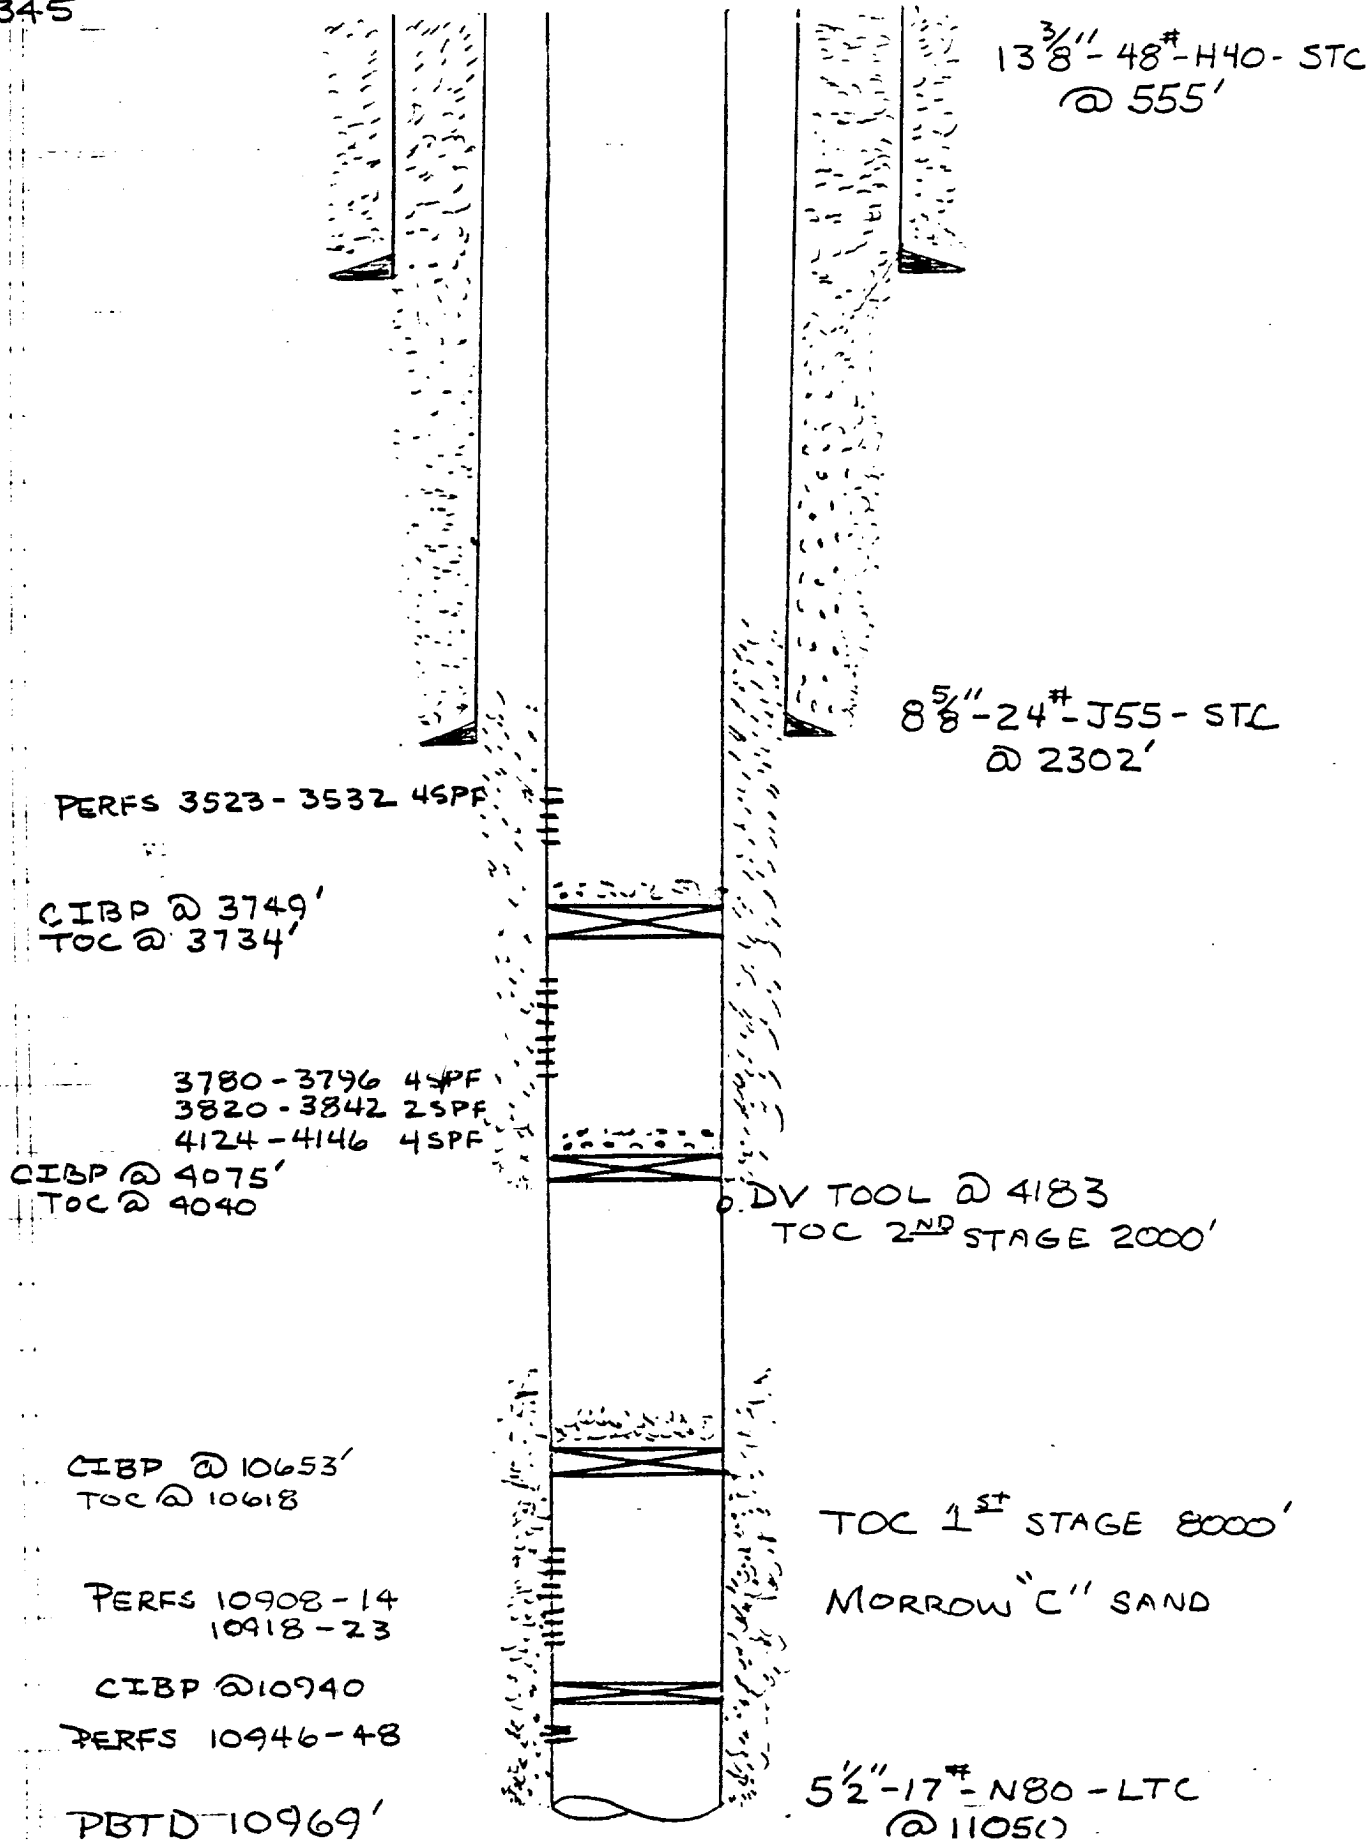 345
13 3/8"-48#-H40-STC
@ 555'
8 5/8"-24#-J55-STC
@ 2302'
PERFS 3523-3532 4SPF
CIBP @ 3749'
TOC @ 3734'
3780-3796 4SPF
3820-3842 2SPF
4124-4146 4SPF
CIBP @ 4075'
TOC @ 4040
DV TOOL @ 4183
TOC 2ND STAGE 2000'
CIBP @ 10653'
TOC @ 10618
TOC 1ST STAGE 8000'
PERFS 10908-14
10918-23
MORROW "C" SAND
CIBP @10940
PERFS 10946-48
5 1/2"-17#-N80-LTC
@ 11050
PBTD 10969'